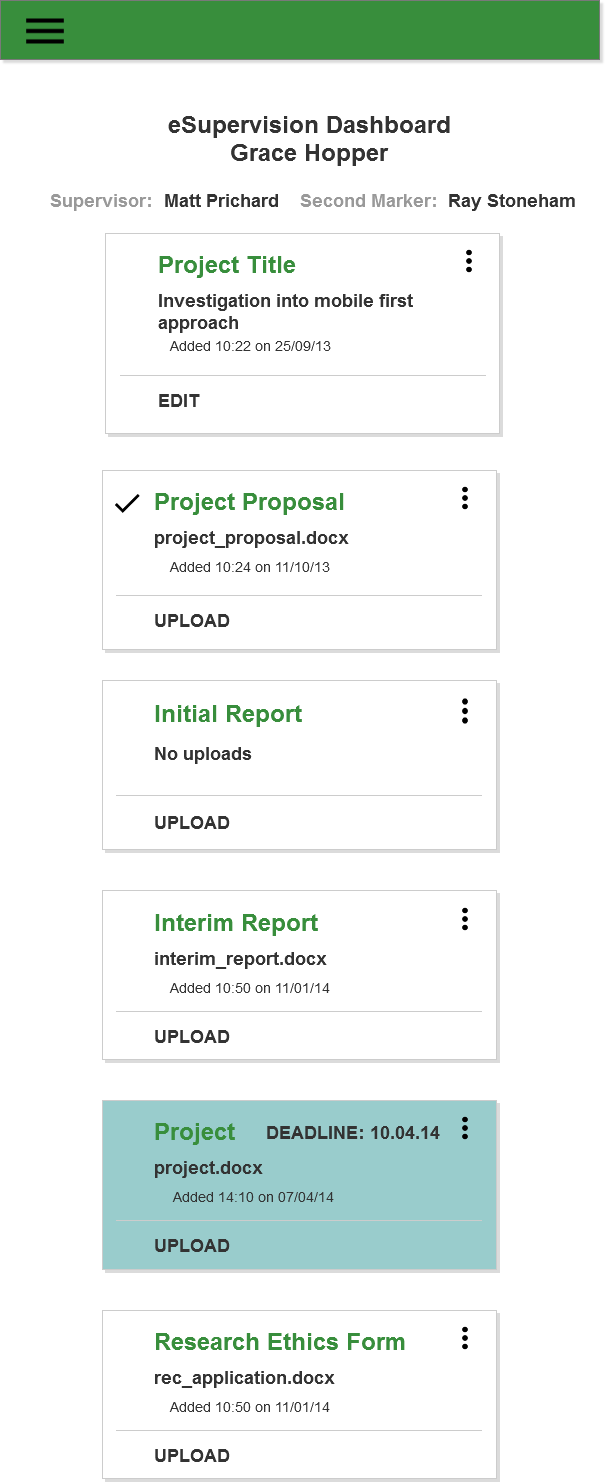 eSupervision Dashboard
Grace Hopper
Supervisor: Matt Prichard Second Marker: Ray Stoneham
Project Title
Investigation into mobile first
approach
Added 10:22 on 25/09/13
EDIT
Project Proposal
project_proposal.docx
Added 10:24 on 11/10/13
UPLOAD
Initial Report
No uploads
UPLOAD
Interim Report
interim_report.docx
Added 10:50 on 11/01/14
UPLOAD
Project DEADLINE: 10.04.14
project.docx
Added 14:10 on 07/04/14
UPLOAD
Research Ethics Form
rec_application.docx
Added 10:50 on 11/01/14
UPLOAD